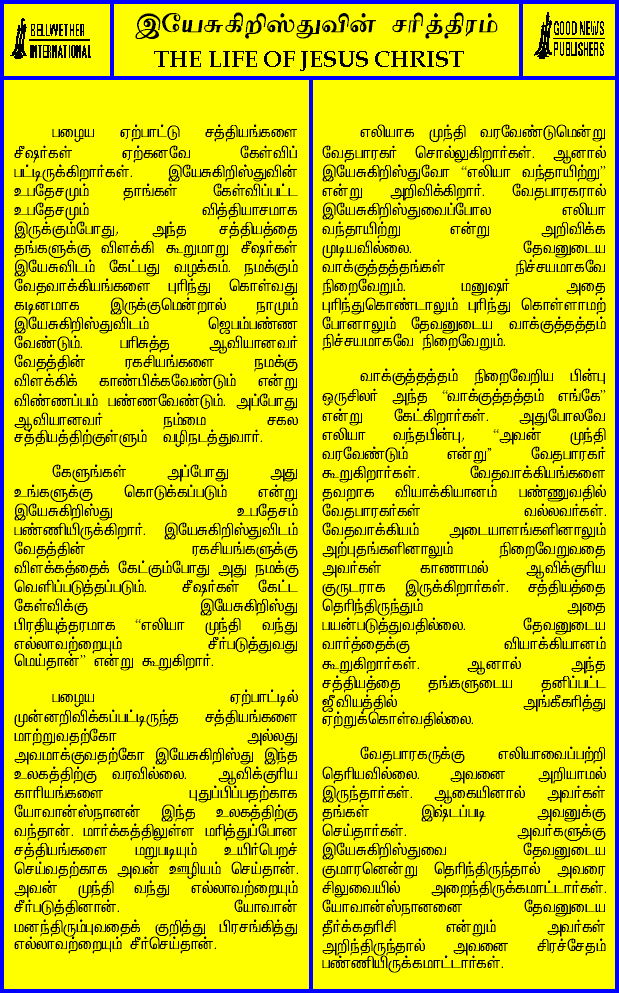 BELLWETHER
INTERNATIONAL
இயேசுகிறிஸ்துவின் சரித்திரம்
THE LIFE OF JESUS CHRIST
GOOD NEWS
PUBLISHERS
பழைய ஏற்பாட்டு சத்தியங்களை
சீஷர்கள் ஏற்கனவே கேள்விப்
பட்டிருக்கிறார்கள். இயேசுகிறிஸ்துவின்
உபதேசமும் தாங்கள் கேள்விப்பட்ட
உபதேசமும் வித்தியாசமாக
இருக்கும்போது, அந்த சத்தியத்தை
தங்களுக்கு விளக்கி கூறுமாறு சீஷர்கள்
இயேசுவிடம் கேட்பது வழக்கம். நமக்கும்
வேதவாக்கியங்களை புரிந்து கொள்வது
கடினமாக இருக்குமென்றால் நாமும்
இயேசுகிறிஸ்துவிடம் ஜெபம்பண்ண
வேண்டும். பரிசுத்த ஆவியானவர்
வேதத்தின் ரகசியங்களை நமக்கு
விளக்கிக் காண்பிக்கவேண்டும் என்று
விண்ணப்பம் பண்ணவேண்டும். அப்போது
ஆவியானவர் நம்மை சகல
சத்தியத்திற்குள்ளும் வழிநடத்துவார்.
கேளுங்கள் அப்போது அது
உங்களுக்கு கொடுக்கப்படும் என்று
இயேசுகிறிஸ்து உபதேசம்
பண்ணியிருக்கிறார். இயேசுகிறிஸ்துவிடம்
வேதத்தின் ரகசியங்களுக்கு
விளக்கத்தைக் கேட்கும்போது அது நமக்கு
வெளிப்படுத்தப்படும். சீஷர்கள் கேட்ட
கேள்விக்கு இயேசுகிறிஸ்து
பிரதியுத்தரமாக “எலியா முந்தி வந்து
எல்லாவற்றையும் சீர்படுத்துவது
மெய்தான்” என்று கூறுகிறார்.
பழைய ஏற்பாட்டில்
முன்னறிவிக்கப்பட்டிருந்த சத்தியங்களை
மாற்றுவதற்கோ அல்லது
அவமாக்குவதற்கோ இயேசுகிறிஸ்து இந்த
உலகத்திற்கு வரவில்லை. ஆவிக்குரிய
காரியங்களை புதுப்பிப்பதற்காக
யோவான்ஸ்நானன் இந்த உலகத்திற்கு
வந்தான். மார்க்கத்திலுள்ள மரித்துப்போன
சத்தியங்களை மறுபடியும் உயிர்பெறச்
செய்வதற்காக அவன் ஊழியம் செய்தான்.
அவன் முந்தி வந்து எல்லாவற்றையும்
சீர்படுத்தினான். யோவான்
மனந்திரும்புவதைக் குறித்து பிரசங்கித்து
எல்லாவற்றையும் சீர்செய்தான்.
எலியாக முந்தி வரவேண்டுமென்று
வேதபாரகர் சொல்லுகிறார்கள். ஆனால்
இயேசுகிறிஸ்துவோ “எலியா வந்தாயிற்று”
என்று அறிவிக்கிறார். வேதபாரகரால்
இயேசுகிறிஸ்துவைப்போல எலியா
வந்தாயிற்று என்று அறிவிக்க
முடியவில்லை. தேவனுடைய
வாக்குத்தத்தங்கள் நிச்சயமாகவே
நிறைவேறும். மனுஷர் அதை
புரிந்துகொண்டாலும் புரிந்து கொள்ளாமற்
போனாலும் தேவனுடைய வாக்குத்தத்தம்
நிச்சயமாகவே நிறைவேறும்.
வாக்குத்தத்தம் நிறைவேறிய பின்பு
ஒருசிலர் அந்த “வாக்குத்தத்தம் எங்கே”
என்று கேட்கிறார்கள். அதுபோலவே
எலியா வந்தபின்பு, “அவன் முந்தி
வரவேண்டும் என்று” வேதபாரகர்
கூறுகிறார்கள். வேதவாக்கியங்களை
தவறாக வியாக்கியானம் பண்ணுவதில்
வேதபாரகர்கள் வல்லவர்கள்.
வேதவாக்கியம் அடையாளங்களினாலும்
அற்புதங்களினாலும் நிறைவேறுவதை
அவர்கள் காணாமல் ஆவிக்குரிய
குருடராக இருக்கிறார்கள். சத்தியத்தை
தெரிந்திருந்தும் அதை
பயன்படுத்துவதில்லை. தேவனுடைய
வார்த்தைக்கு வியாக்கியானம்
கூறுகிறார்கள். ஆனால் அந்த
சத்தியத்தை தங்களுடைய தனிப்பட்ட
ஜீவியத்தில் அங்கீகரித்து
ஏற்றுக்கொள்வதில்லை.
வேதபாரகருக்கு எலியாவைப்பற்றி
தெரியவில்லை. அவனை அறியாமல்
இருந்தார்கள். ஆகையினால் அவர்கள்
தங்கள் இஷ்டப்படி அவனுக்கு
செய்தார்கள். அவர்களுக்கு
இயேசுகிறிஸ்துவை தேவனுடைய
குமாரனென்று தெரிந்திருந்தால் அவரை
சிலுவையில் அறைந்திருக்கமாட்டார்கள்.
யோவான்ஸ்நானனை தேவனுடைய
தீர்க்கதரிசி என்றும் அவர்கள்
அறிந்திருந்தால் அவனை சிரச்சேதம்
பண்ணியிருக்கமாட்டார்கள்.